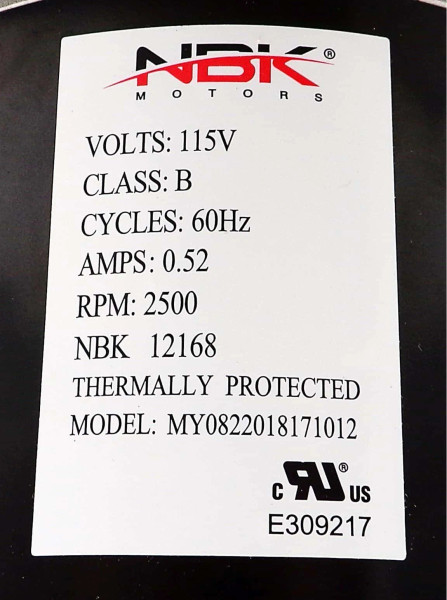 NBK®
MOTORS
VOLTS: 115V
CLASS: B
CYCLES: 60Hz
AMPS: 0.52
RPM: 2500
NBK 12168
THERMALLY PROTECTED
MODEL: MY0822018171012
C RU® US
E309217